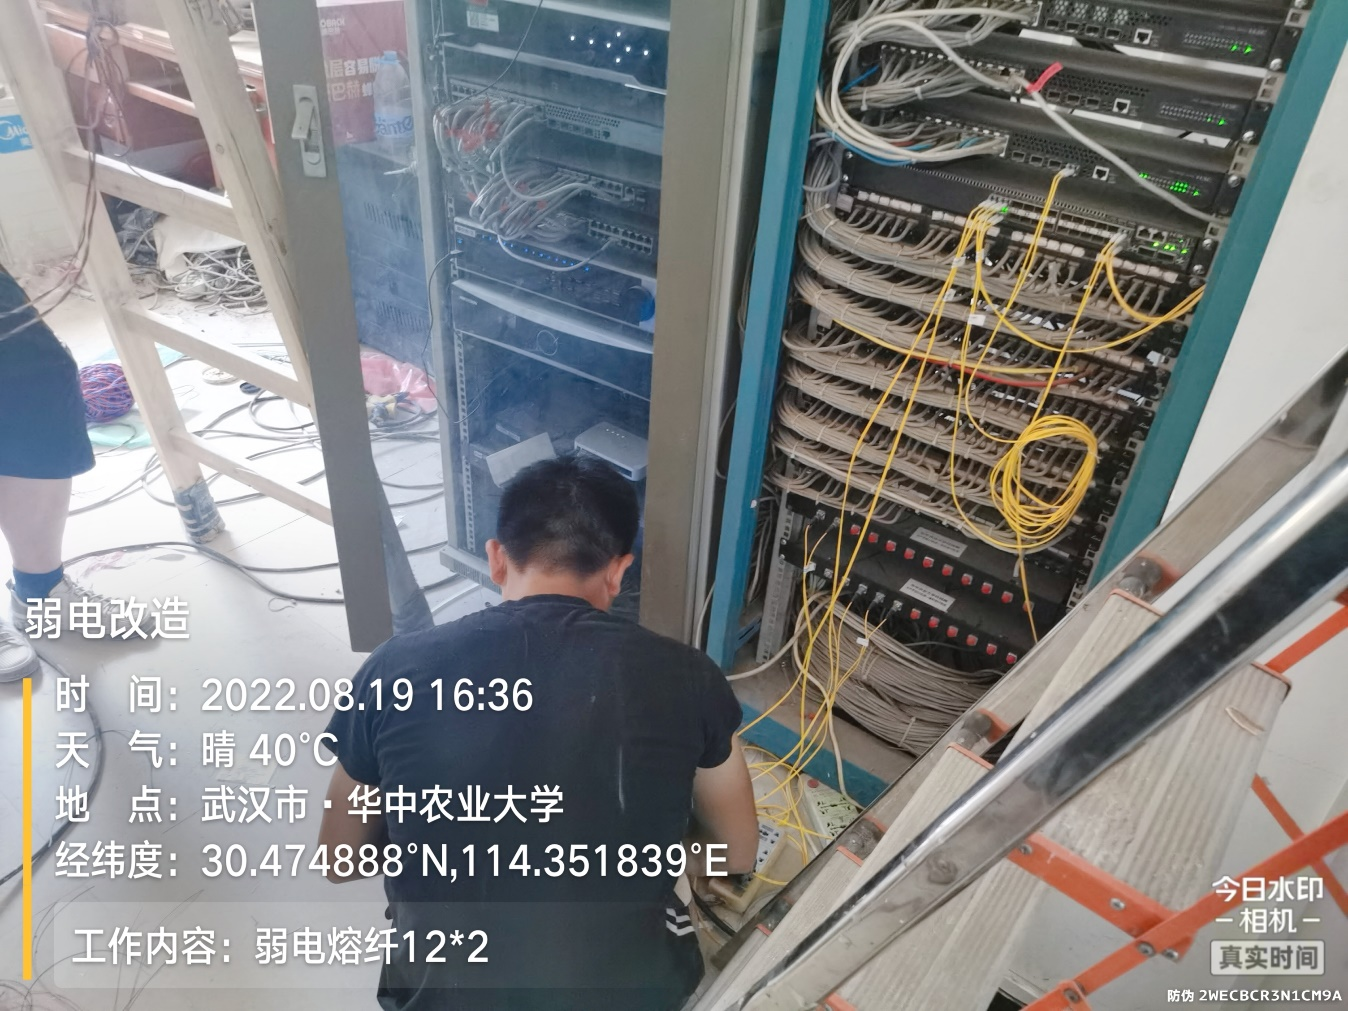 弱电改造
时 间：2022.08.19 16:36
天 气：晴 40°C
地 点：武汉市·华中农业大学
经纬度：30.474888°N,114.351839°E
工作内容：弱电熔纤12*2
今日水印
-相机-
真实时间
防伪 2WECBCR3N1CM9A